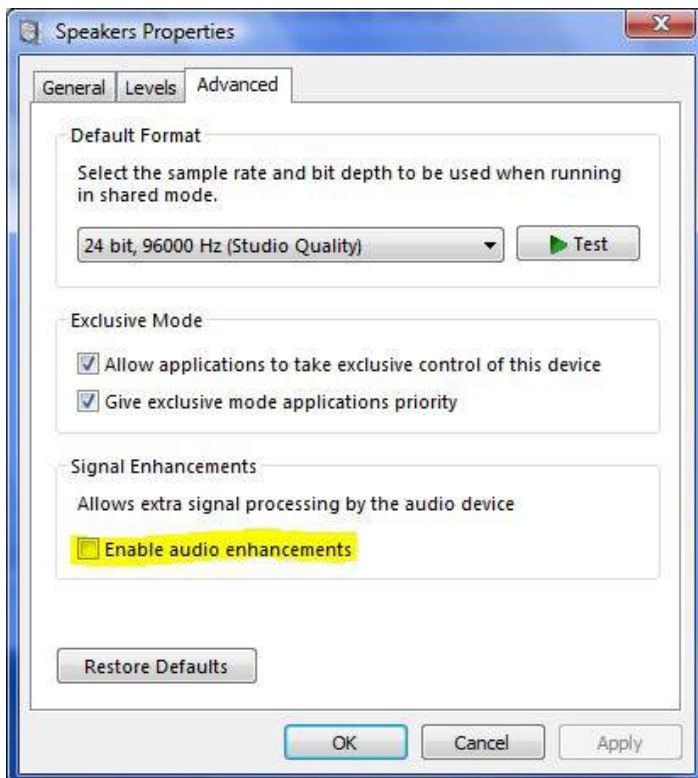 Speakers Properties
General Levels Advanced
Default Format
Select the sample rate and bit depth to be used when running
in shared mode.
24 bit, 96000 Hz (Studio Quality) Test
Exclusive Mode
Allow applications to take exclusive control of this device
Give exclusive mode applications priority
Signal Enhancements
Allows extra signal processing by the audio device
Enable audio enhancements
Restore Defaults
OK Cancel Apply